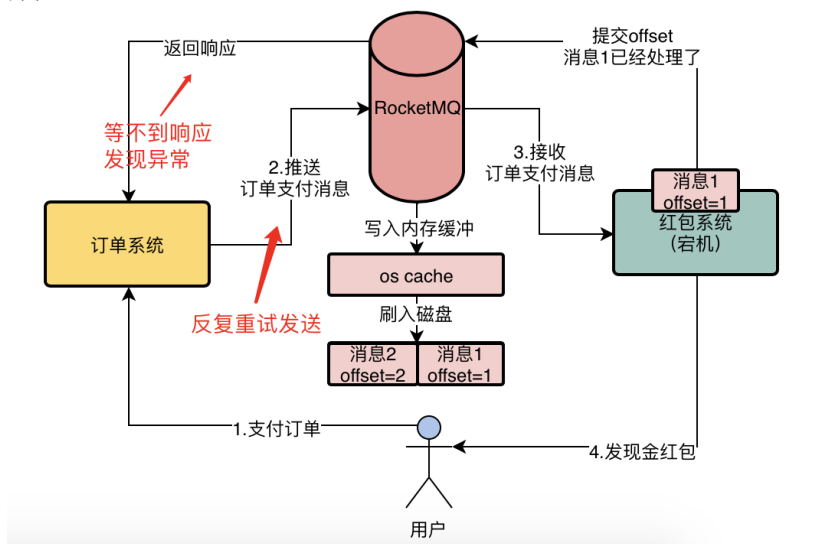 返回响应
提交offset
消息1已经处理了
RocketMQ
等不到响应
发现异常
2.推送
订单支付消息
3.接收
订单支付消息
消息1
offset=1
红包系统
（宕机）
订单系统
写入内存缓冲
os cache
反复重试发送
刷入磁盘
消息2
offset=2
消息1
offset=1
1.支付订单
4.发现金红包
用户